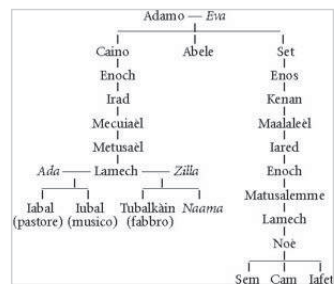 Adamo Eva
Caino Abele Set
Enoch Enos
Irad Kenan
Mecuiaèl Maalaleèl
Metusaèl Iared
Ada Lamech Zilla Enoch
Matusalemme
Iabal Iubal Tubalkàin Naama
(pastore) (musico) (fabbro) Lamech
Noè
Sem Cam Iafet